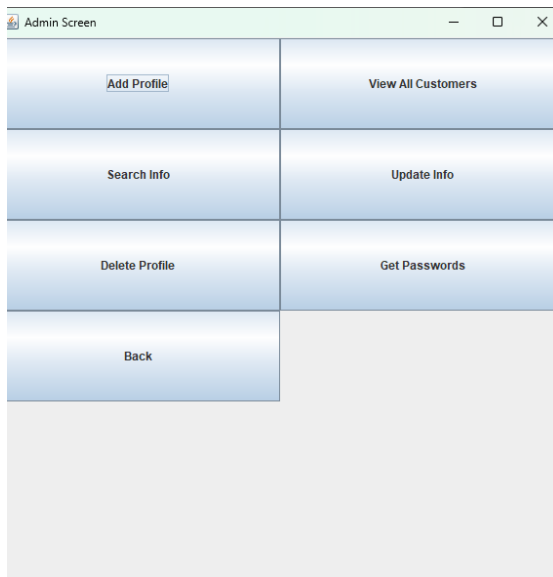 Admin Screen
Add Profile
View All Customers
Search Info
Update Info
Delete Profile
Get Passwords
Back